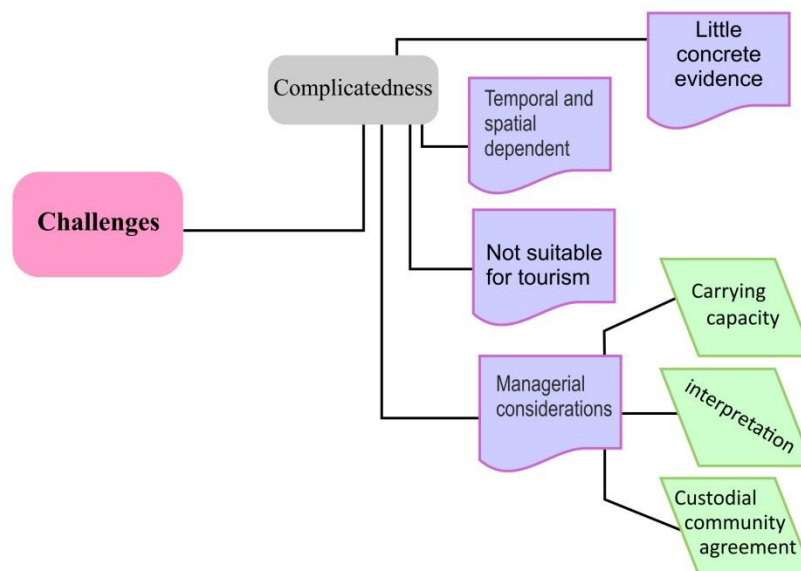 Challenges
Complicatedness
Little
concrete
evidence
Temporal and
spatial
dependent
Not suitable
for tourism
Managerial
considerations
Carrying
capacity
interpretation
Custodial
community
agreement